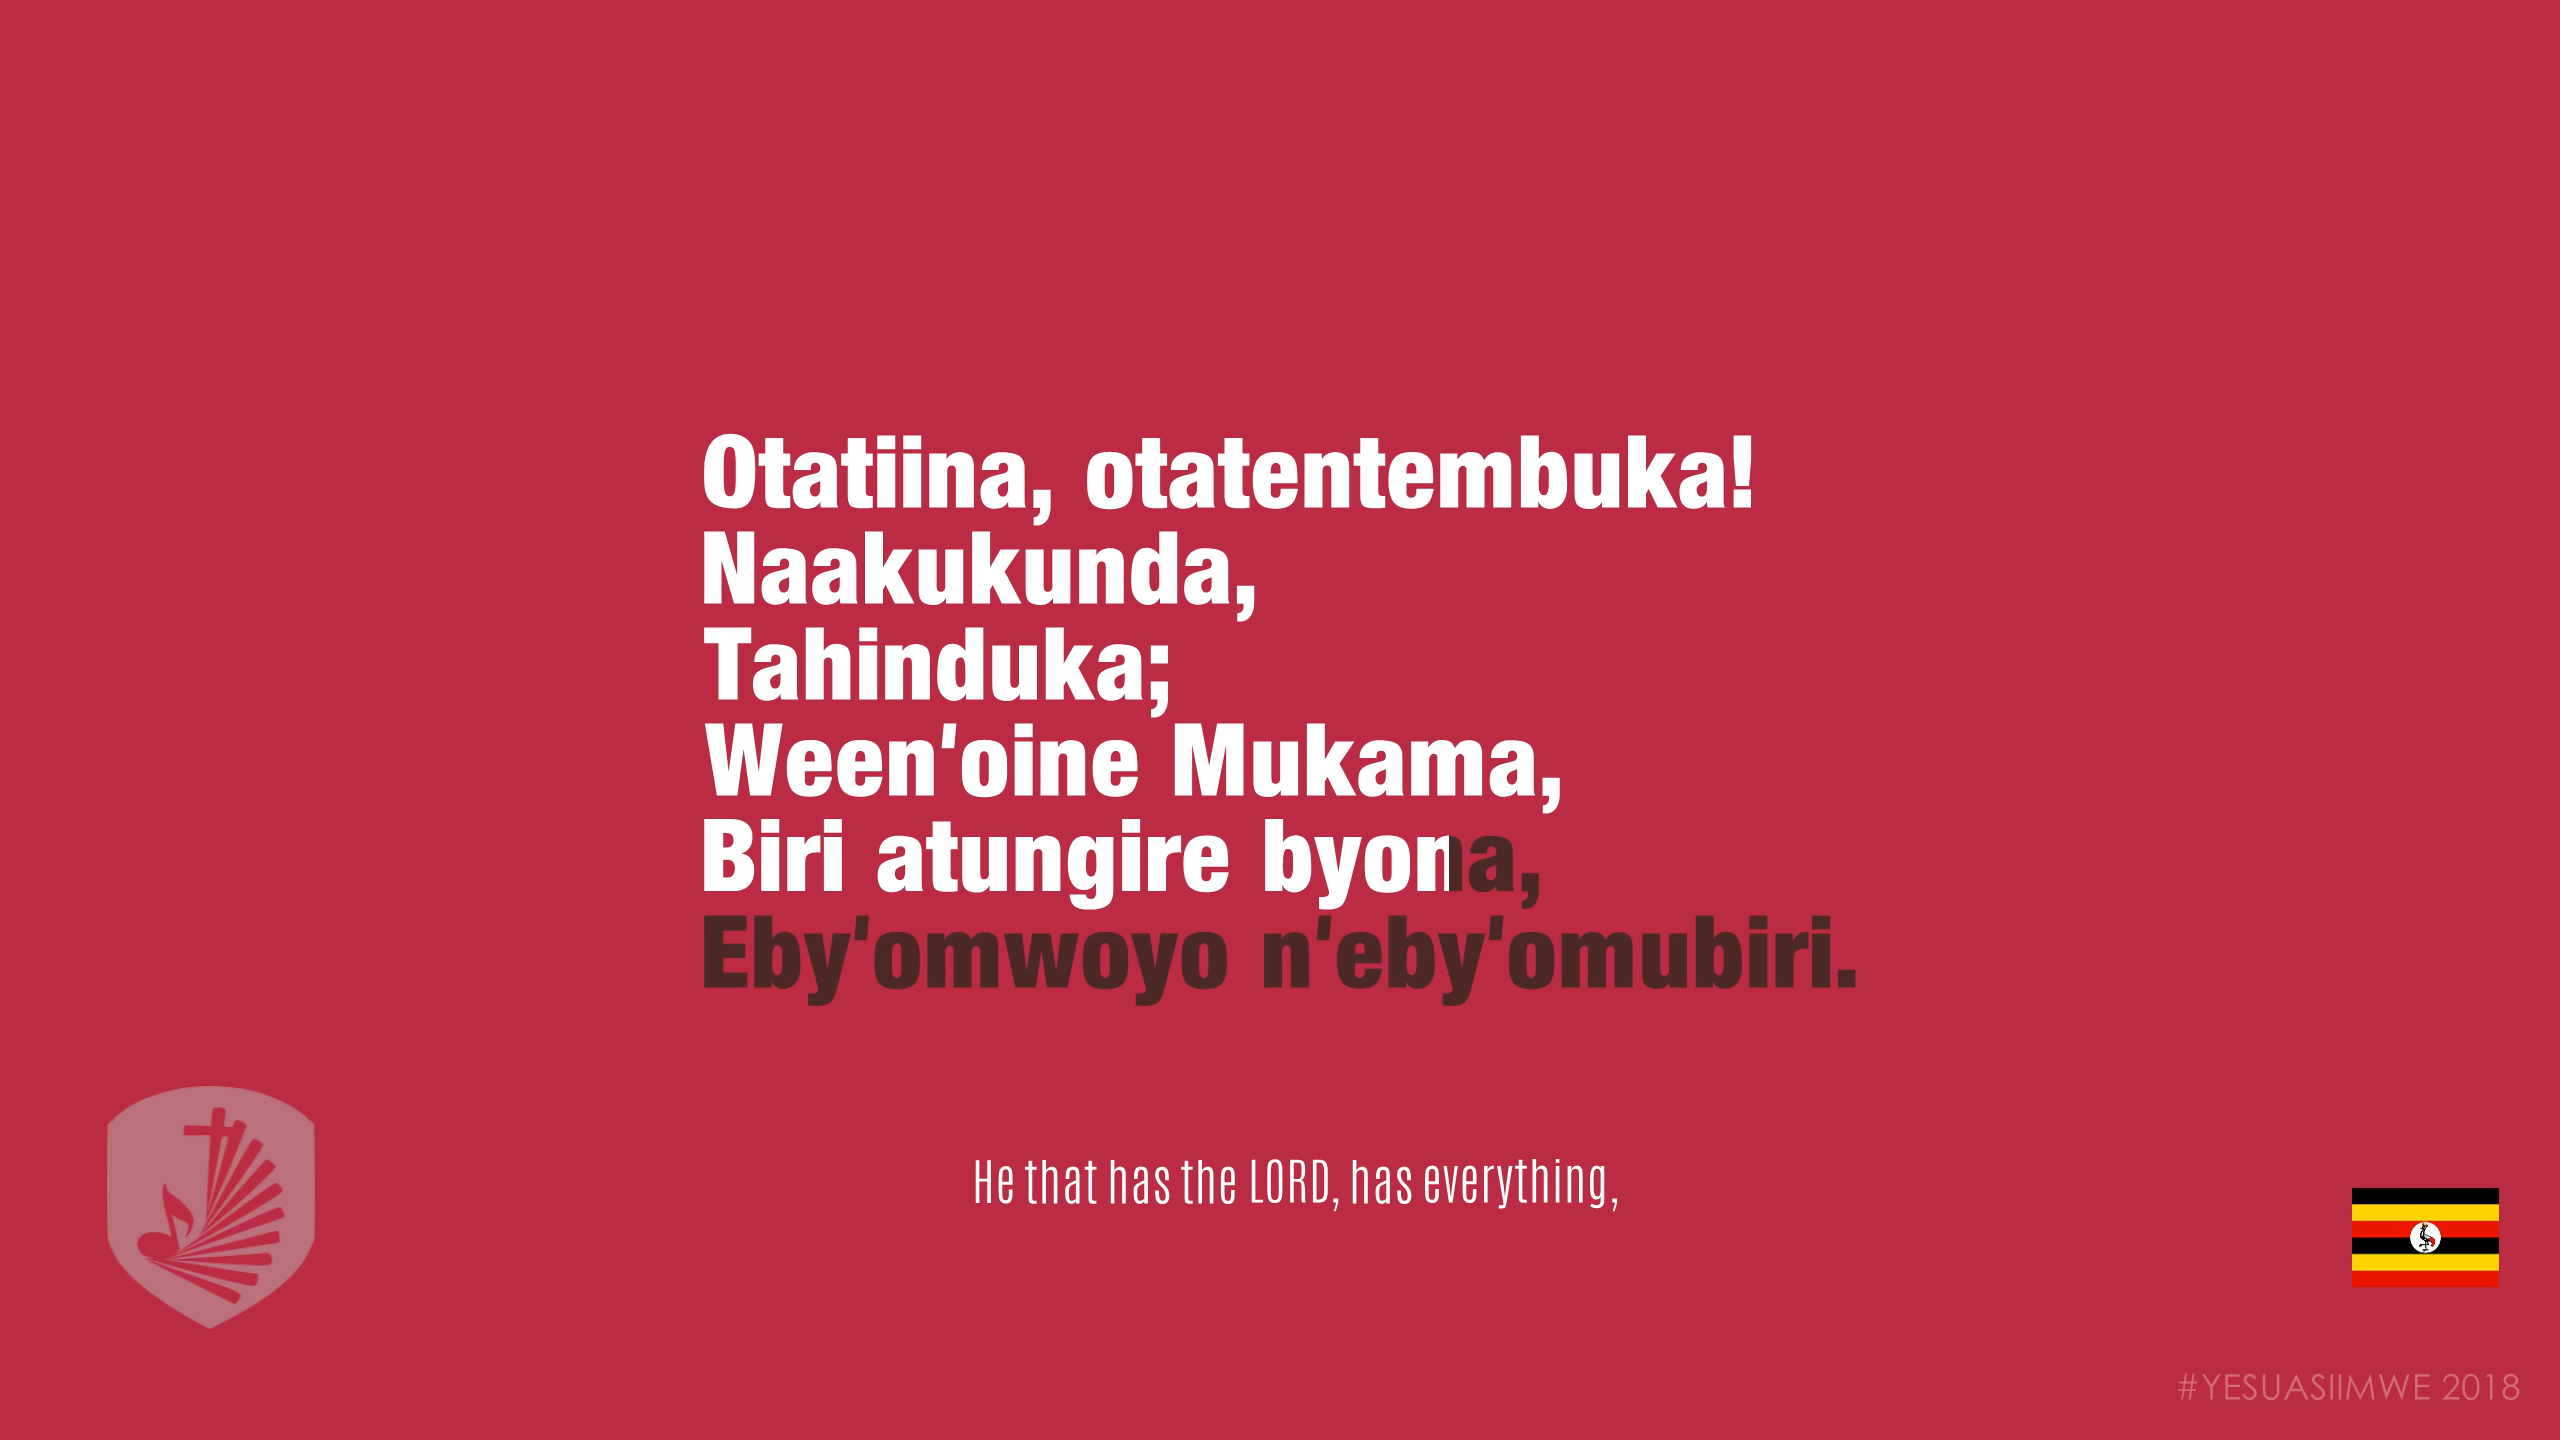 Otatiina, otatentembuka!
Naakukunda,
Tahinduka;
Ween'oine Mukama,
Biri atungire byona,
Eby'omwoyo n'eby'omubiri.
He that has the LORD, has everything,
#YESUASIIMWE 2018